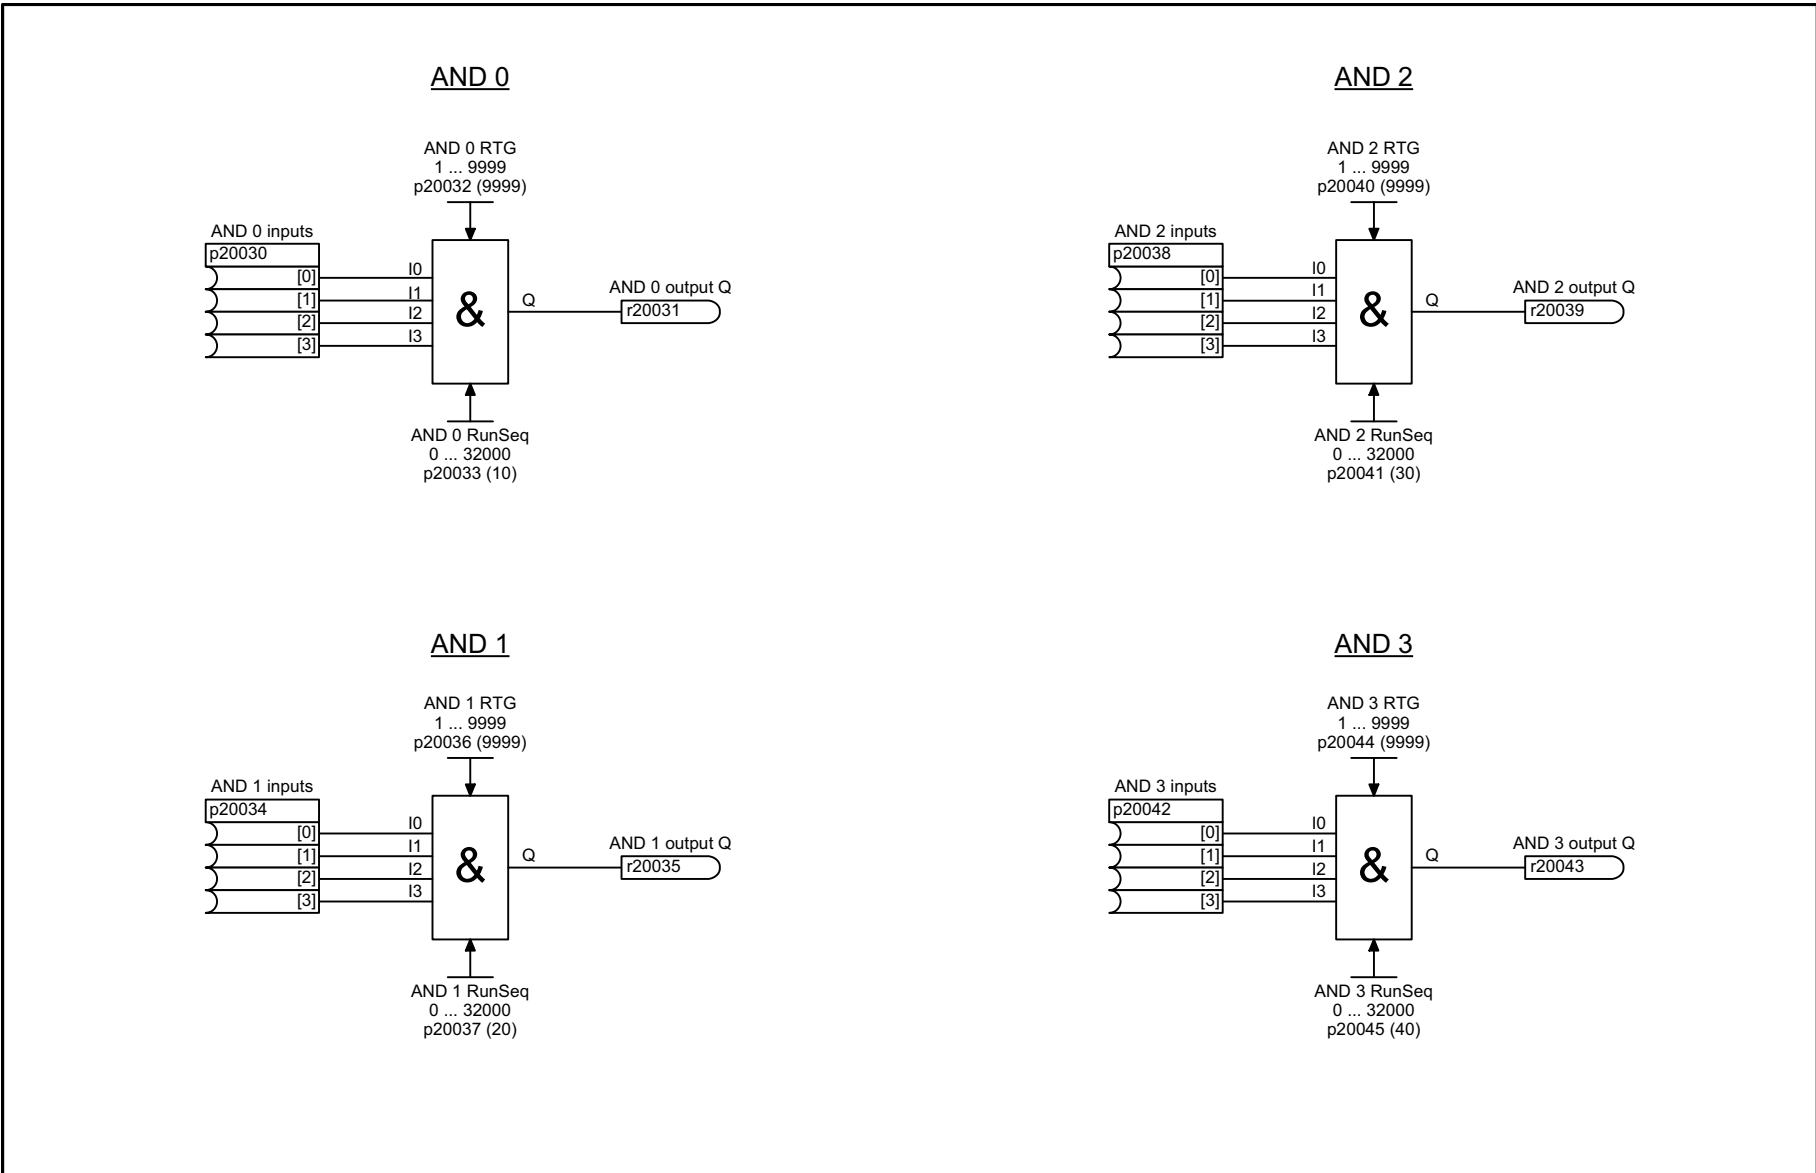 AND 0
AND 0 RTG
1 ... 9999
p20032 (9999)
AND 0 inputs
p20030
[0]
[1]
[2]
[3]
I0
I1
I2
I3
&
Q
AND 0 output Q
r20031
AND 0 RunSeq
0 ... 32000
p20033 (10)
AND 2
AND 2 RTG
1 ... 9999
p20040 (9999)
AND 2 inputs
p20038
[0]
[1]
[2]
[3]
I0
I1
I2
I3
&
Q
AND 2 output Q
r20039
AND 2 RunSeq
0 ... 32000
p20041 (30)
AND 1
AND 1 RTG
1 ... 9999
p20036 (9999)
AND 1 inputs
p20034
[0]
[1]
[2]
[3]
I0
I1
I2
I3
&
Q
AND 1 output Q
r20035
AND 1 RunSeq
0 ... 32000
p20037 (20)
AND 3
AND 3 RTG
1 ... 9999
p20044 (9999)
AND 3 inputs
p20042
[0]
[1]
[2]
[3]
I0
I1
I2
I3
&
Q
AND 3 output Q
r20043
AND 3 RunSeq
0 ... 32000
p20045 (40)